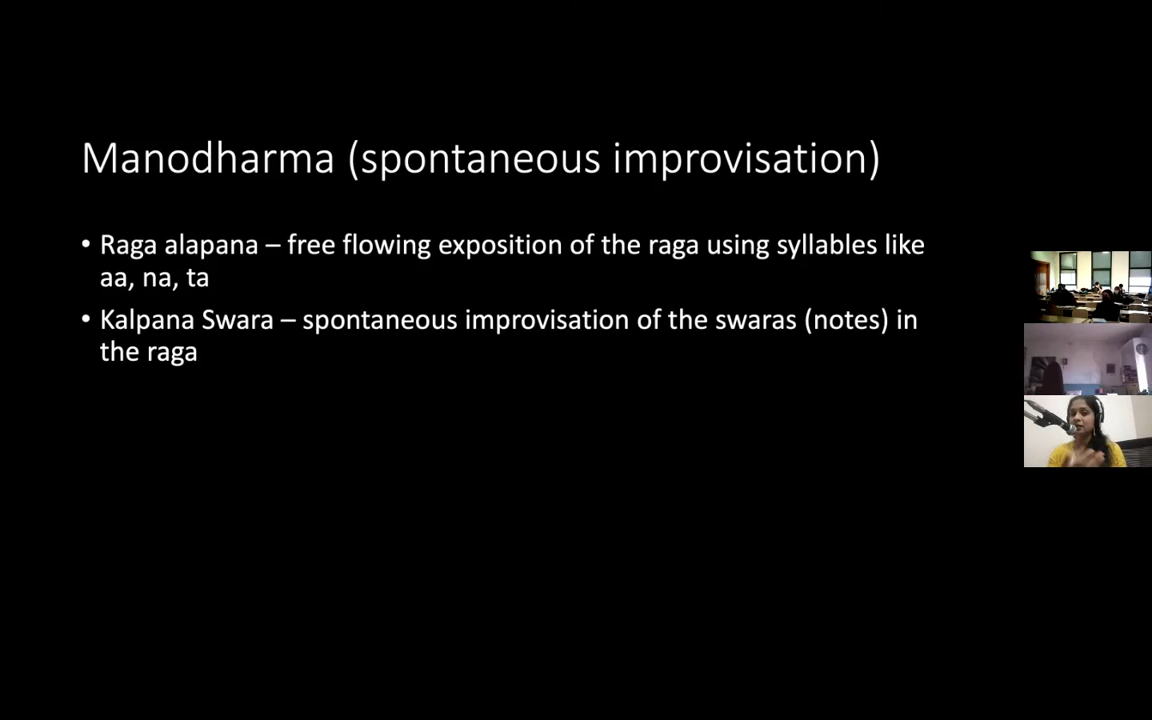 Manodharma (spontaneous improvisation)
• Raga alapana – free flowing exposition of the raga using syllables like
aa, na, ta
• Kalpana Swara – spontaneous improvisation of the swaras (notes) in
the raga